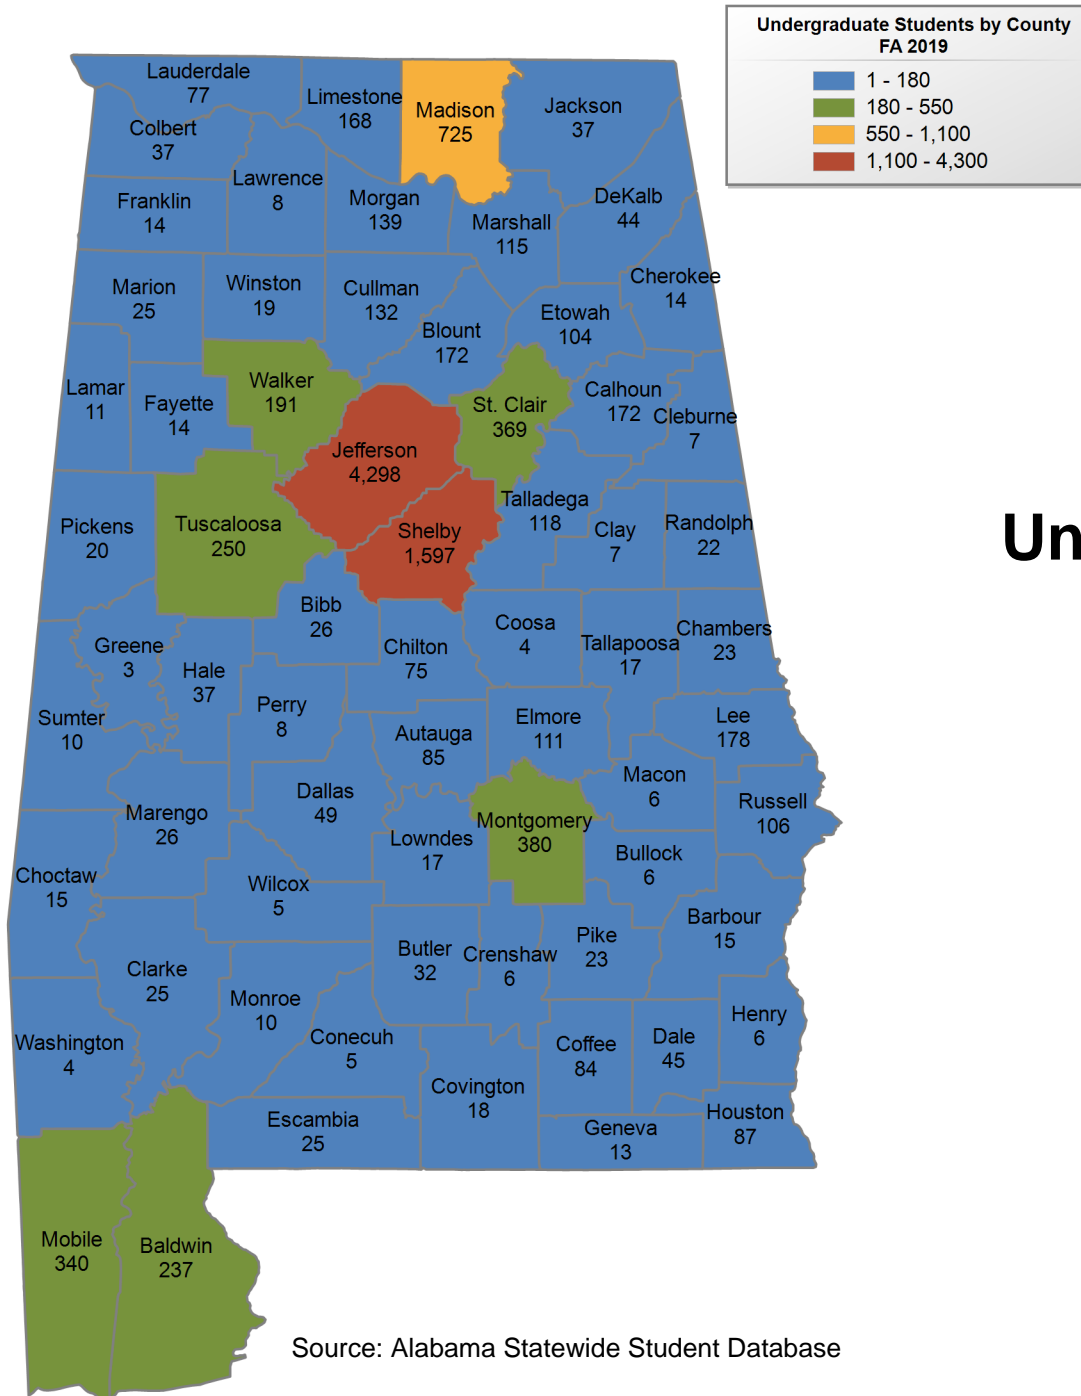 Undergraduate Students by County
FA 2019
1 - 180
180 - 550
550 - 1,100
1,100 - 4,300
Lauderdale
77
Limestone
168
Madison
725
Jackson
37
Colbert
37
Lawrence
8
Franklin
14
Morgan
139
Marshall
115
DeKalb
44
Cherokee
14
Marion
25
Winston
19
Cullman
132
Blount
172
Etowah
104
Lamar
11
Fayette
14
Walker
191
Jefferson
4,298
St. Clair
369
Calhoun
172
Cleburne
7
Pickens
20
Tuscaloosa
250
Shelby
1,597
Talladega
118
Clay
7
Randolph
22
Un
Greene
3
Hale
37
Bibb
26
Chilton
75
Coosa
4
Tallapoosa
17
Chambers
23
Sumter
10
Perry
8
Autauga
85
Elmore
111
Lee
178
Marengo
26
Dallas
49
Lowndes
17
Montgomery
380
Macon
6
Russell
106
Bullock
6
Choctaw
15
Wilcox
5
Butler
32
Crenshaw
6
Pike
23
Barbour
15
Clarke
25
Monroe
10
Conecuh
5
Washington
4
Covington
18
Coffee
84
Dale
45
Henry
6
Escambia
25
Geneva
13
Houston
87
Mobile
340
Baldwin
237
Source: Alabama Statewide Student Database